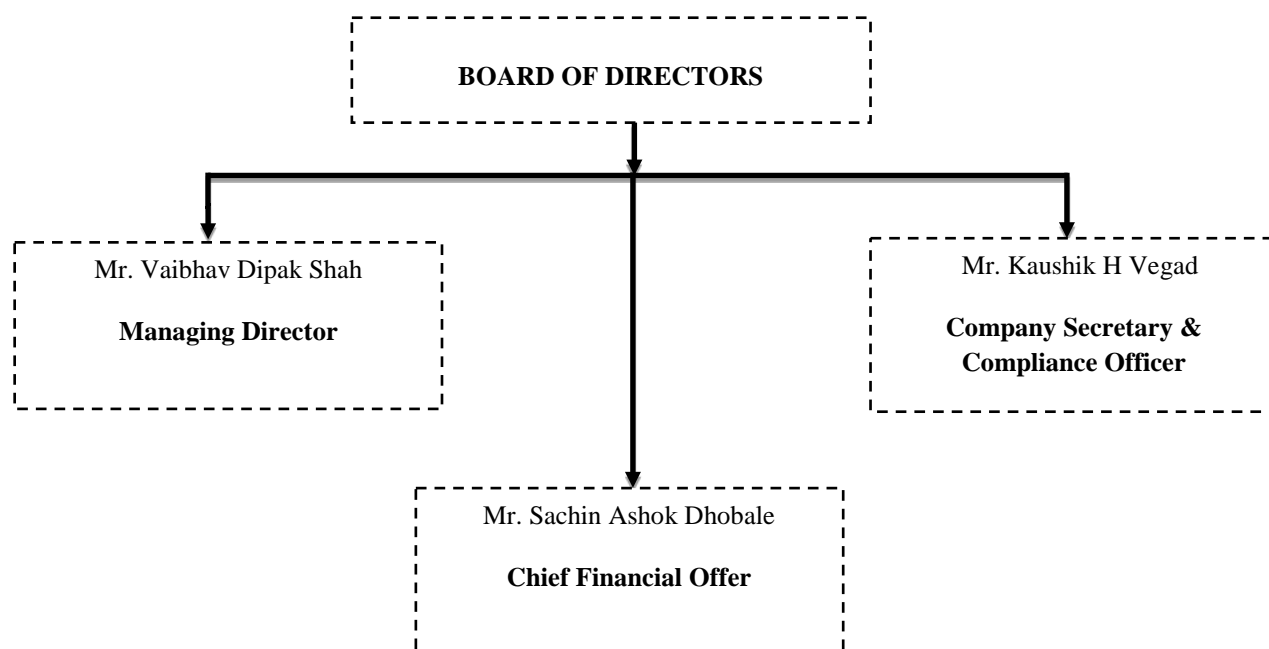 BOARD OF DIRECTORS
Mr. Vaibhav Dipak Shah
Managing Director
Mr. Kaushik H Vegad
Company Secretary &
Compliance Officer
Mr. Sachin Ashok Dhobale
Chief Financial Offer